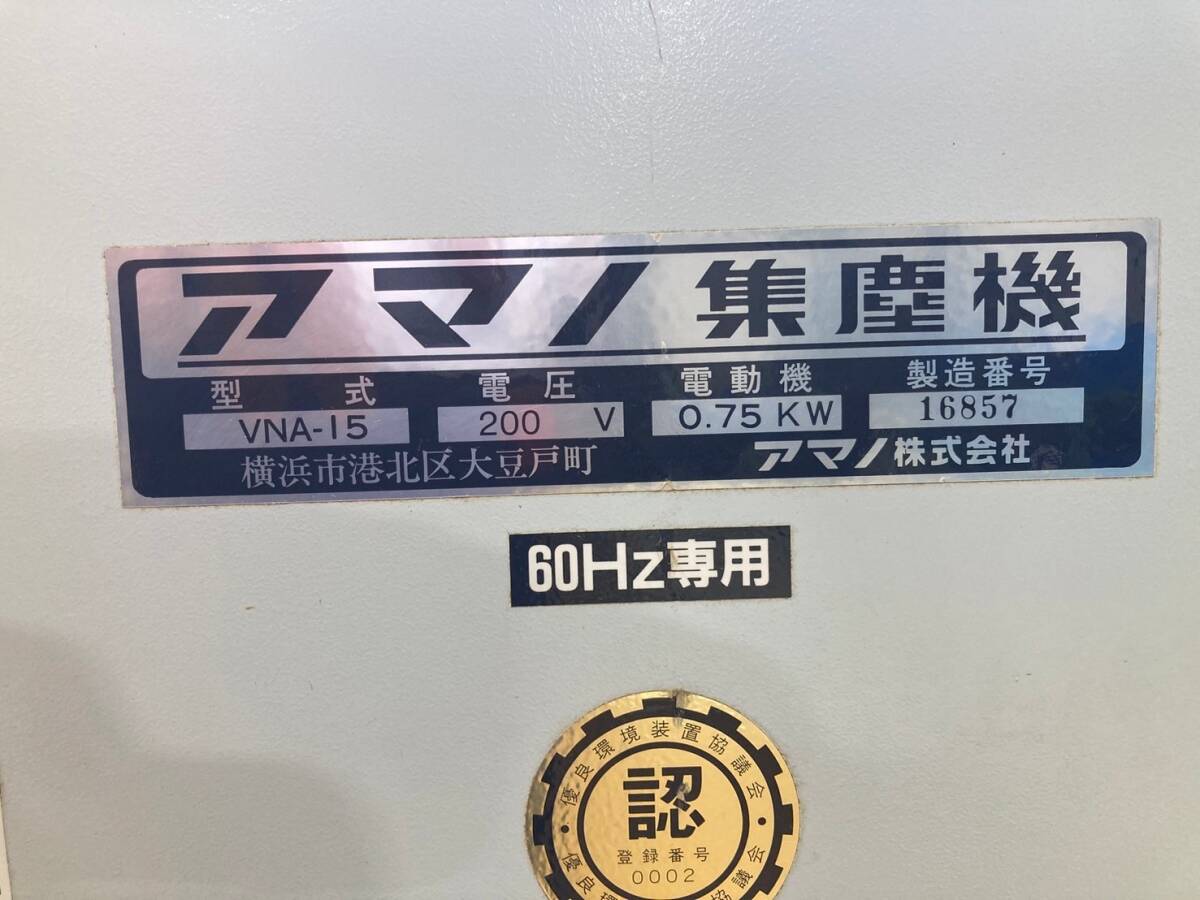 アマノ 集塵機
型式 電圧 電動機 製造番号
VNA-15 200 V 0.75 KW 16857
横浜市港北区大豆戸町 アマノ株式会社
60Hz専用
優良環境装置協議会
認
登録番号
0002